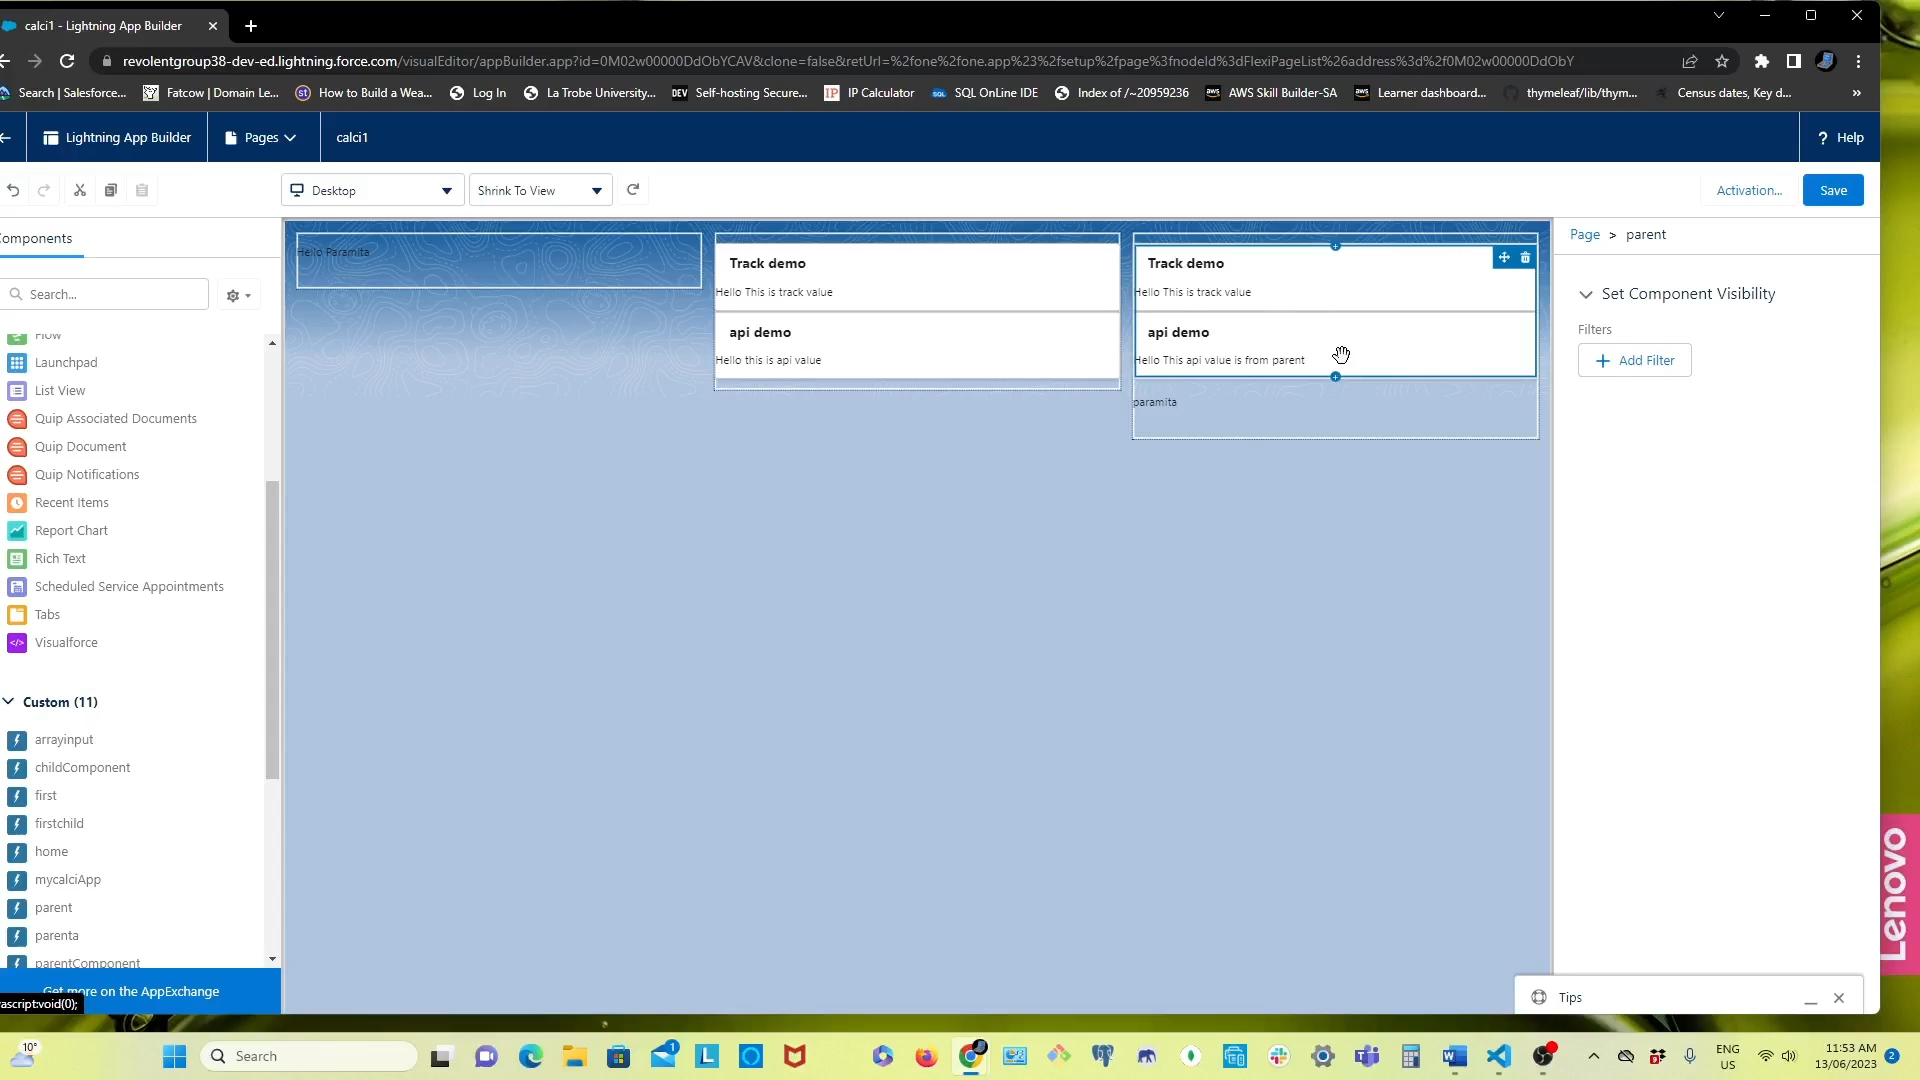 calci1 - Lightning App Builder
revolentgroup38-dev-ed.lightning.force.com/visualEditor/appBuilder.app?id=0M02w00000DdObYCAV&clone=false&retUrl=%2fone%2fone.app%23%2fsetup%2fpage%3fnodeId%3dFlexiPageList%26address%3d%2f0M02w00000DdObY
Search | Salesforce... Fatcow | Domain Le... How to Build a Wea... Log In La Trobe University... Self-hosting Secure... IP Calculator SQL OnLine IDE Index of /~20959236 AWS Skill Builder-SA Learner dashboard... thymeleaf/lib/thym... Census dates, Key d... »
Lightning App Builder Pages calci1 ? Help
Desktop Shrink To View Activation... Save
Components
Search...
Flow
Launchpad
List View
Quip Associated Documents
Quip Document
Quip Notifications
Recent Items
Report Chart
Rich Text
Scheduled Service Appointments
Tabs
Visualforce
Custom (11)
arrayinput
childComponent
first
firstchild
home
mycalciApp
parent
parenta
parentComponent
Get more on the AppExchange
ascript:void(0);
Hello Paramita
Track demo
Hello This is track value
api demo
Hello this is api value
Track demo
Hello This is track value
api demo
Hello This api value is from parent
paramita
Page > parent
Set Component Visibility
Filters
+ Add Filter
Tips
Lenovo
10°
Search
1
ENG
US
11:53 AM
13/06/2023
2